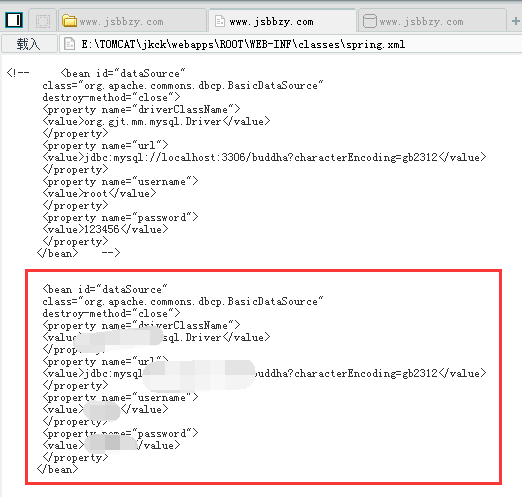 www.jsbbzy.com
www.jsbbzy.com
www.jsbbzy.com
载入
E:\TOMCAT\jkck\webapps\ROOT\WEB-INF\classes\spring.xml
<!-- <bean id="dataSource"
class="org.apache.commons.dbcp.BasicDataSource"
destroy-method="close">
<property name="driverClassName">
<value>org.gjt.mm.mysql.Driver</value>
</property>
<property name="url">
<value>jdbc:mysql://localhost:3306/buddha?characterEncoding=gb2312</value>
</property>
<property name="username">
<value>root</value>
</property>
<property name="password">
<value>123456</value>
</property>
</bean> -->
<bean id="dataSource"
class="org.apache.commons.dbcp.BasicDataSource"
destroy-method="close">
<property name="driverClassName">
<value sql.Driver</value>
</property>
<property name="url">
<value>jdbc:mysql buddha?characterEncoding=gb2312</value>
</property>
<property name="username">
<value> </value>
</property>
<property name="password">
<value> /value>
</property>
</bean>